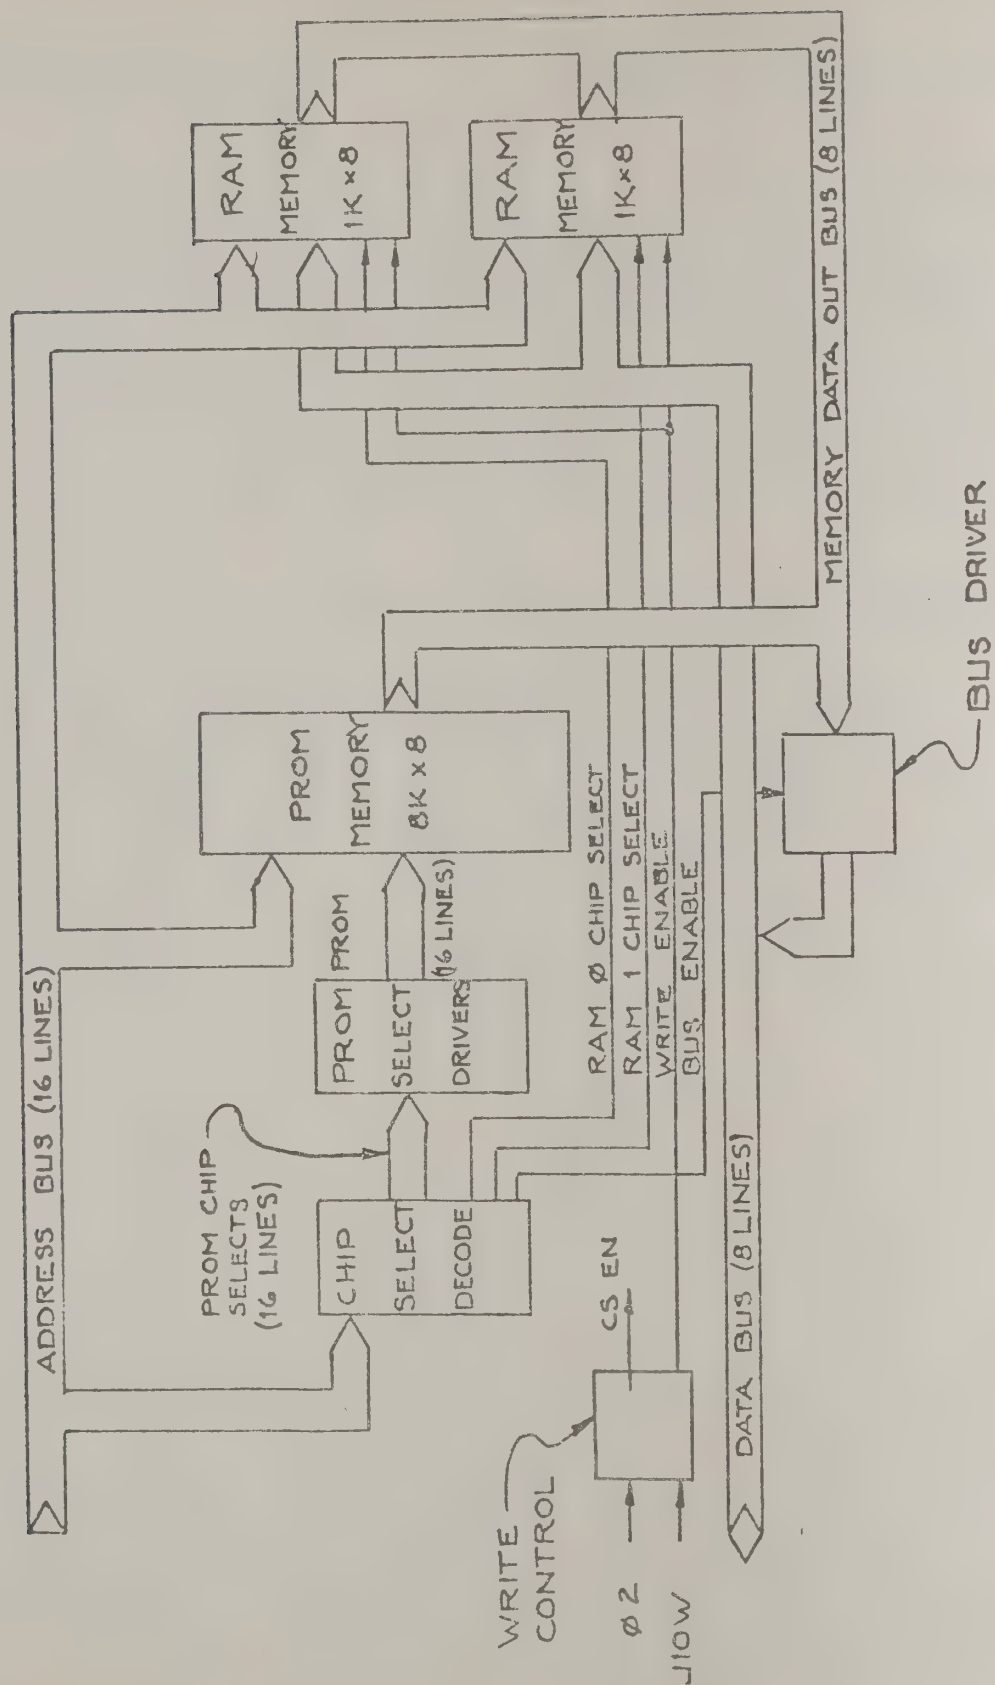 ADDRESS BUS (16 LINES)
PROM CHIP
SELECTS
(16 LINES)
CHIP
SELECT
DECODE
PROM
SELECT
DRIVERS
PROM
(16 LINES)
PROM
MEMORY
8K x 8
RAM
MEMORY
1K x 8
RAM
MEMORY
1K x 8
RAM Ø CHIP SELECT
RAM 1 CHIP SELECT
WRITE ENABLE
BUS ENABLE
WRITE
CONTROL
CS EN
Ø 2
DATA BUS (8 LINES)
MEMORY DATA OUT BUS (8 LINES)
BUS DRIVER